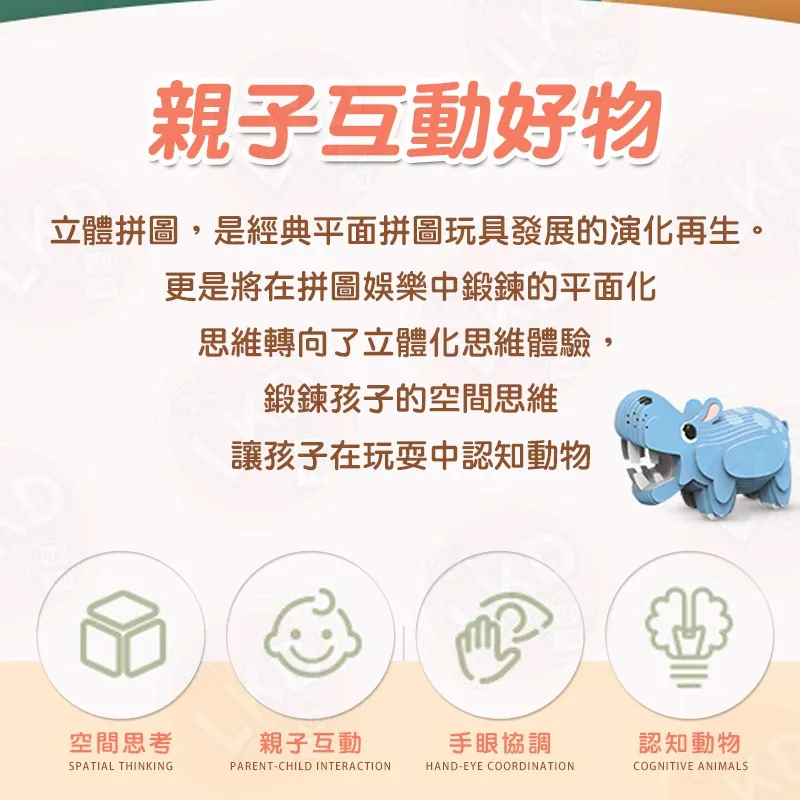 親子互動好物
立體拼圖，是經典平面拼圖玩具發展的演化再生。
更是將在拼圖娛樂中鍛鍊的平面化
思維轉向了立體化思維體驗，
鍛鍊孩子的空間思維
讓孩子在玩耍中認知動物
空間思考
SPATIAL THINKING
親子互動
PARENT-CHILD INTERACTION
手眼協調
HAND-EYE COORDINATION
認知動物
COGNITIVE ANIMALS
LKD